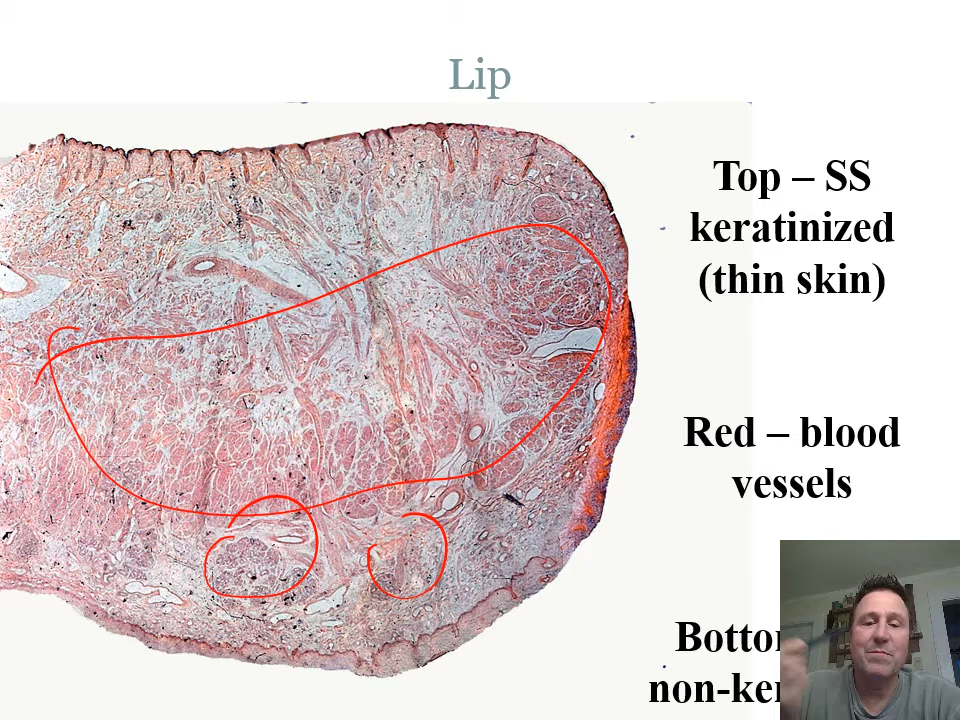 Lip
Top – SS
keratinized
(thin skin)
Red – blood
vessels